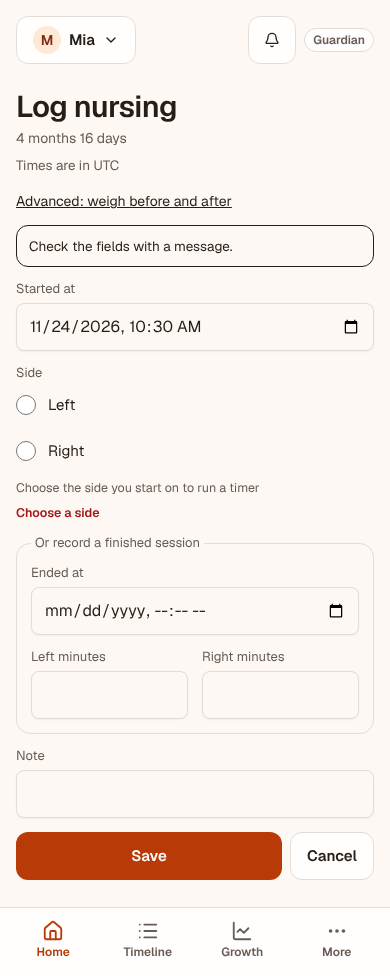 M Mia
Guardian
Log nursing
4 months 16 days
Times are in UTC
Advanced: weigh before and after
Check the fields with a message.
Started at
11/24/2026, 10:30 AM
Side
Left
Right
Choose the side you start on to run a timer
Choose a side
Or record a finished session
Ended at
mm/dd/yyyy, --:-- --
Left minutes Right minutes
Note
Save Cancel
Home Timeline Growth More